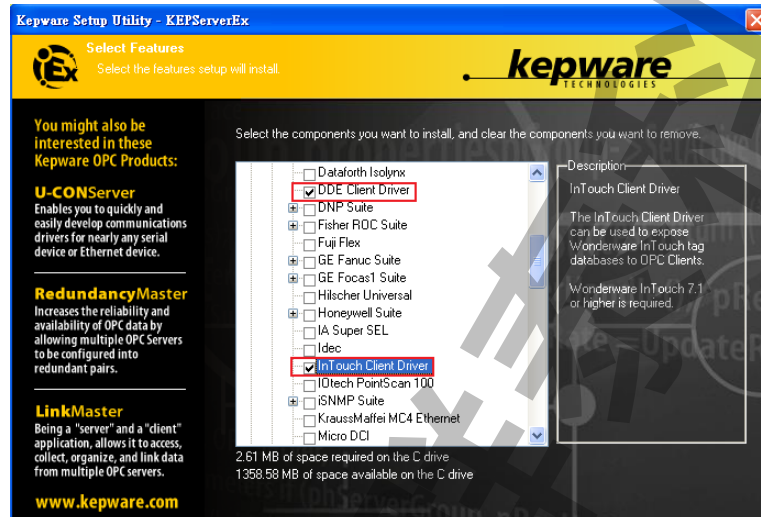 Kepware Setup Utility - KEPServerEx
Select Features
Select the features setup will install.
Ex
kepware
TECHNOLOGIES
You might also be
interested in these
Kepware OPC Products:
U-CONServer
Enables you to quickly and
easily develop communications
drivers for nearly any serial
device or Ethernet device.
RedundancyMaster
Increases the reliability and
availability of OPC data by
allowing multiple OPC Servers
to be configured into
redundant pairs.
LinkMaster
Being a "server" and a "client"
application, allows it to access,
collect, organize, and link data
from multiple OPC servers.
www.kepware.com
Select the components you want to install, and clear the components you want to remove.
Dataforth Isolynx
DDE Client Driver
DNP Suite
Fisher ROC Suite
Fuji Flex
GE Fanuc Suite
GE Focas1 Suite
Hilscher Universal
Honeywell Suite
IA Super SEL
Idec
InTouch Client Driver
IOtech PointScan 100
iSNMP Suite
KraussMaffei MC4 Ethernet
Micro DCI
2.61 MB of space required on the C drive
1358.58 MB of space available on the C drive
Description
InTouch Client Driver
The InTouch Client Driver
can be used to expose
Wonderware InTouch tag
databases to OPC Clients.
Wonderware InTouch 7.1
or higher is required.